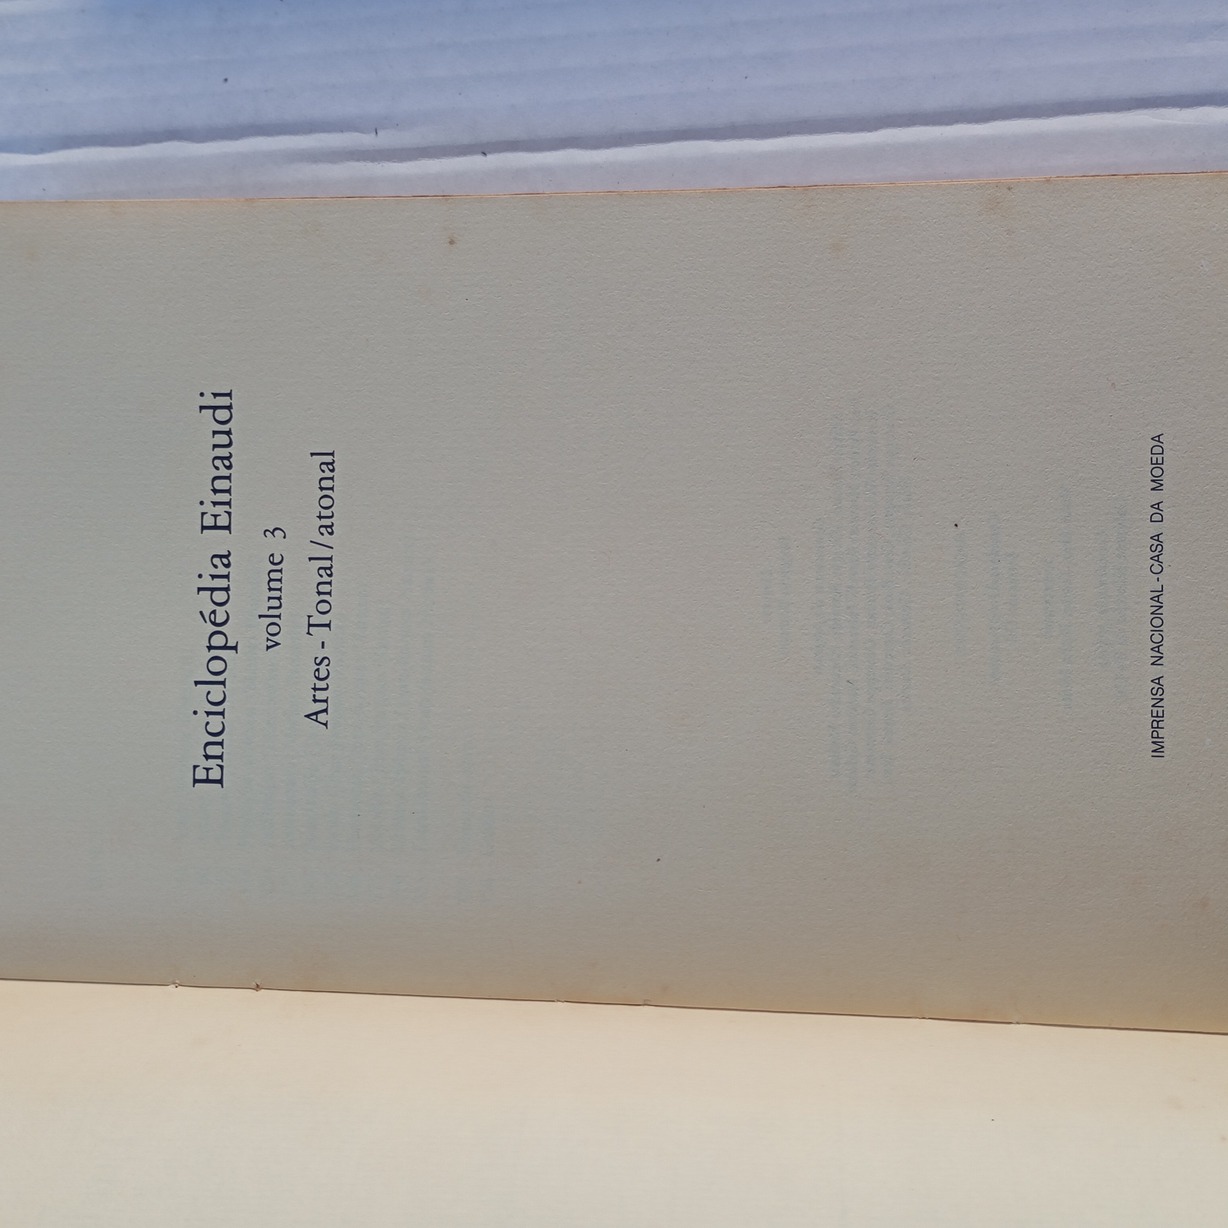 Enciclopédia Einaudi
volume 3
Artes - Tonal/atonal
IMPRENSA NACIONAL-CASA DA MOEDA